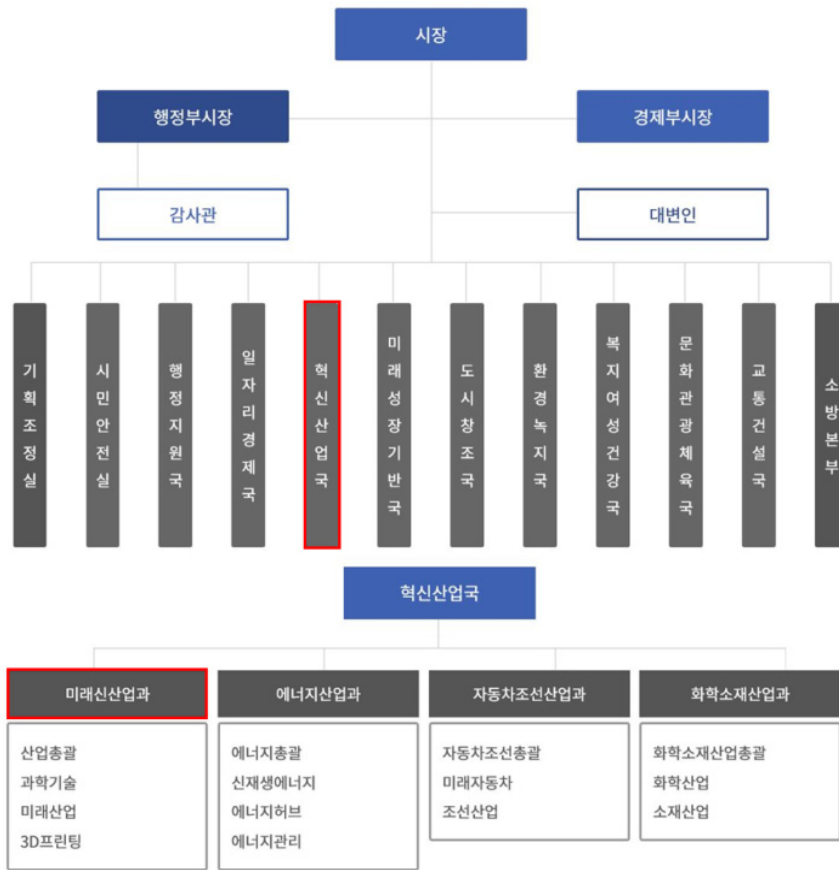 시장
행정부시장
경제부시장
감사관
대변인
기획조정실
시민안전실
행정지원국
일자리경제국
혁신산업국
미래성장기반국
도시창조국
환경녹지국
복지여성건강국
문화관광체육국
교통건설국
소방본부
혁신산업국
미래신산업과
에너지산업과
자동차조선산업과
화학소재산업과
산업총괄
과학기술
미래산업
3D프린팅
에너지총괄
신재생에너지
에너지허브
에너지관리
자동차조선총괄
미래자동차
조선산업
화학소재산업총괄
화학산업
소재산업